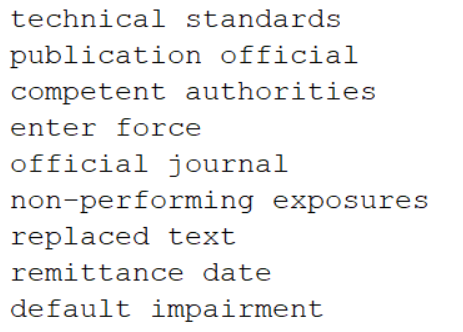 technical standards
publication official
competent authorities
enter force
official journal
non-performing exposures
replaced text
remittance date
default impairment